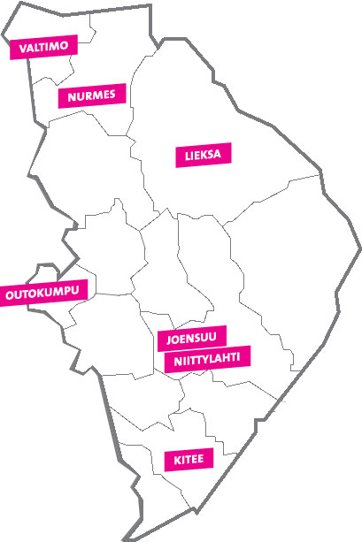 VALTIMO
NURMES
LIEKSA
OUTOKUMPU
JOENSUU
NIITTYLAHTI
KITEE